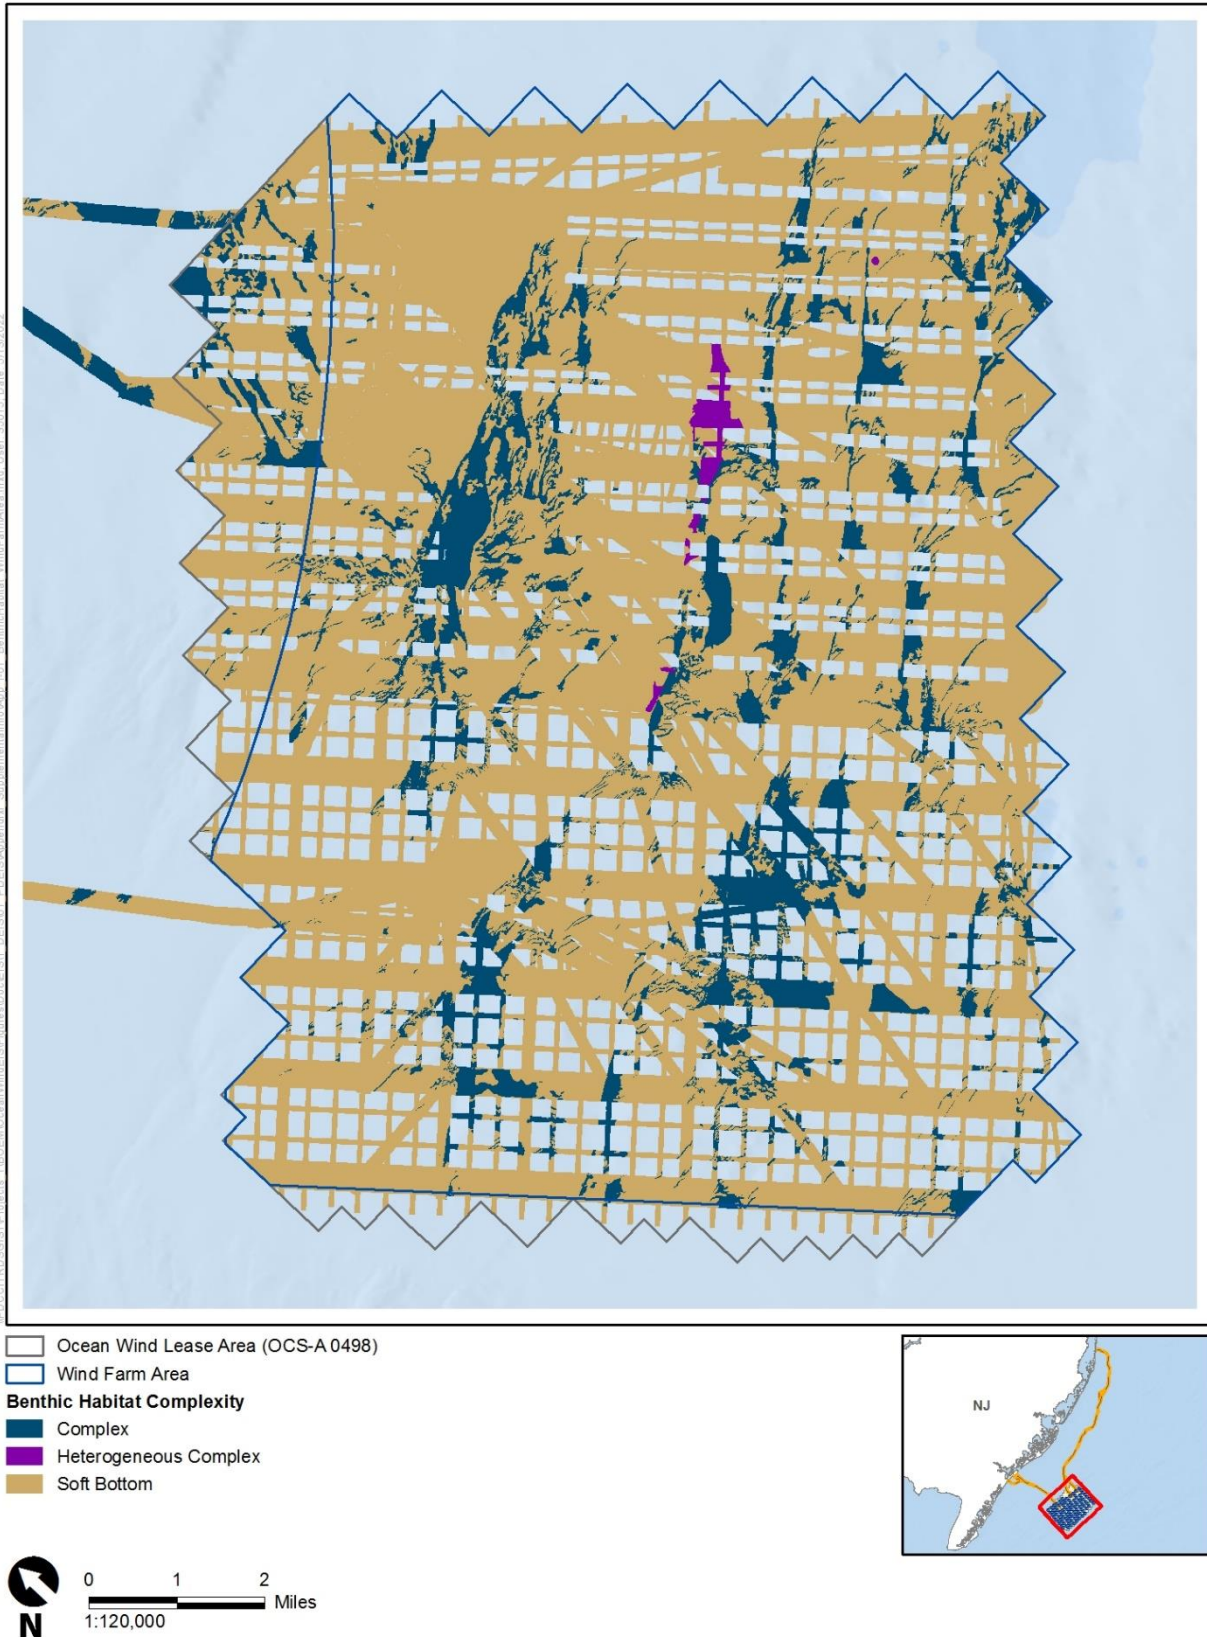 Ocean Wind Lease Area (OCS-A 0498)
Wind Farm Area
Benthic Habitat Complexity
Complex
Heterogeneous Complex
Soft Bottom
NJ
0 1 2
Miles
1:120,000
N